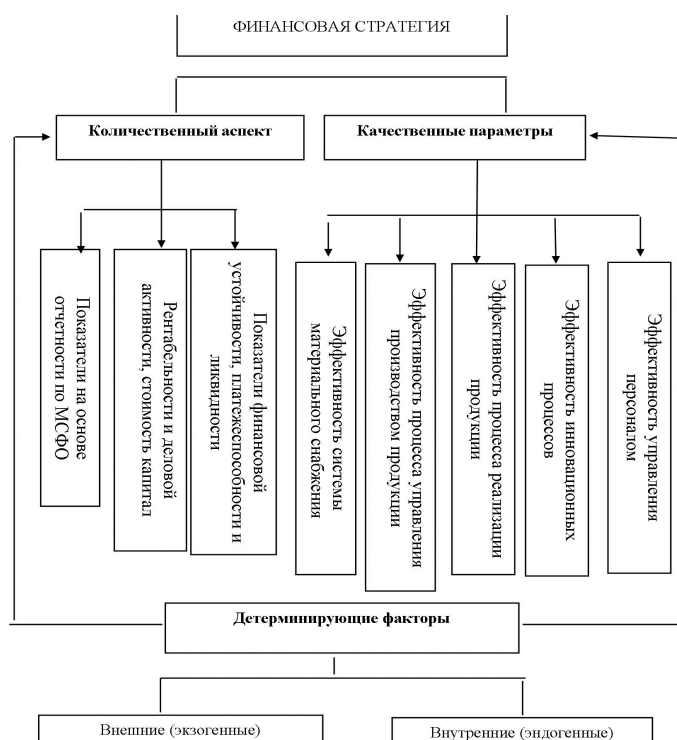 ФИНАНСОВАЯ СТРАТЕГИЯ
Количественный аспект
Качественные параметры
Показатели на основе
отчетности по МСФО
Рентабельности и деловой
активности, стоимость капитал
Показатели финансовой
устойчивости, платежеспособности и
ликвидности
Эффективность системы
материального снабжения
Эффективность процесса управления
производством продукции
Эффективность процесса реализации
продукции
Эффективность инновационных
процессов
Эффективность управления
персоналом
Детерминирующие факторы
Внешние (экзогенные)
Внутренние (эндогенные)